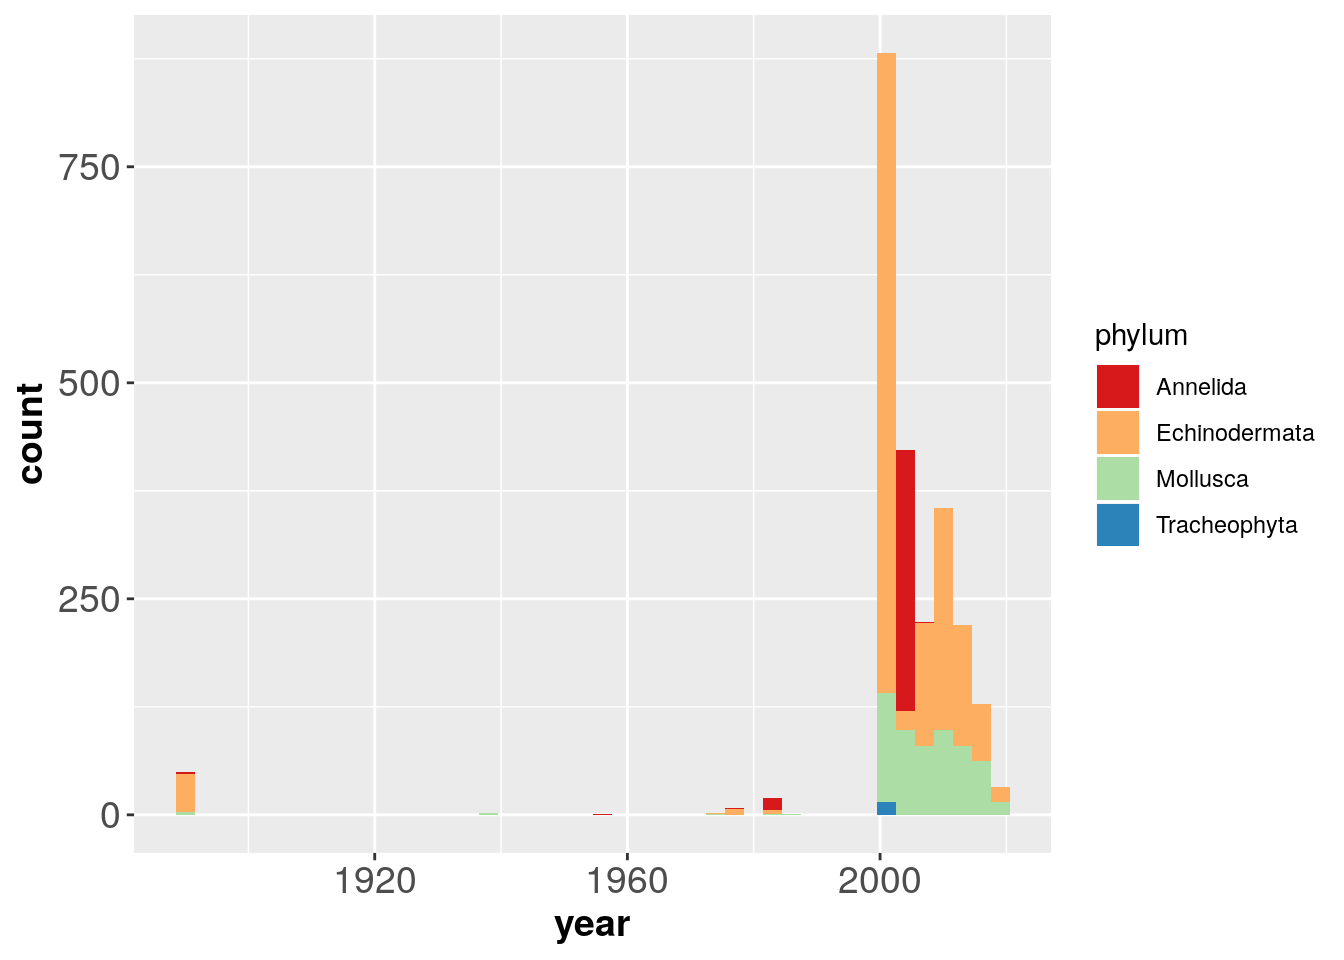 750
500
250
0
count
1920
1960
2000
year
phylum
Annelida
Echinodermata
Mollusca
Tracheophyta